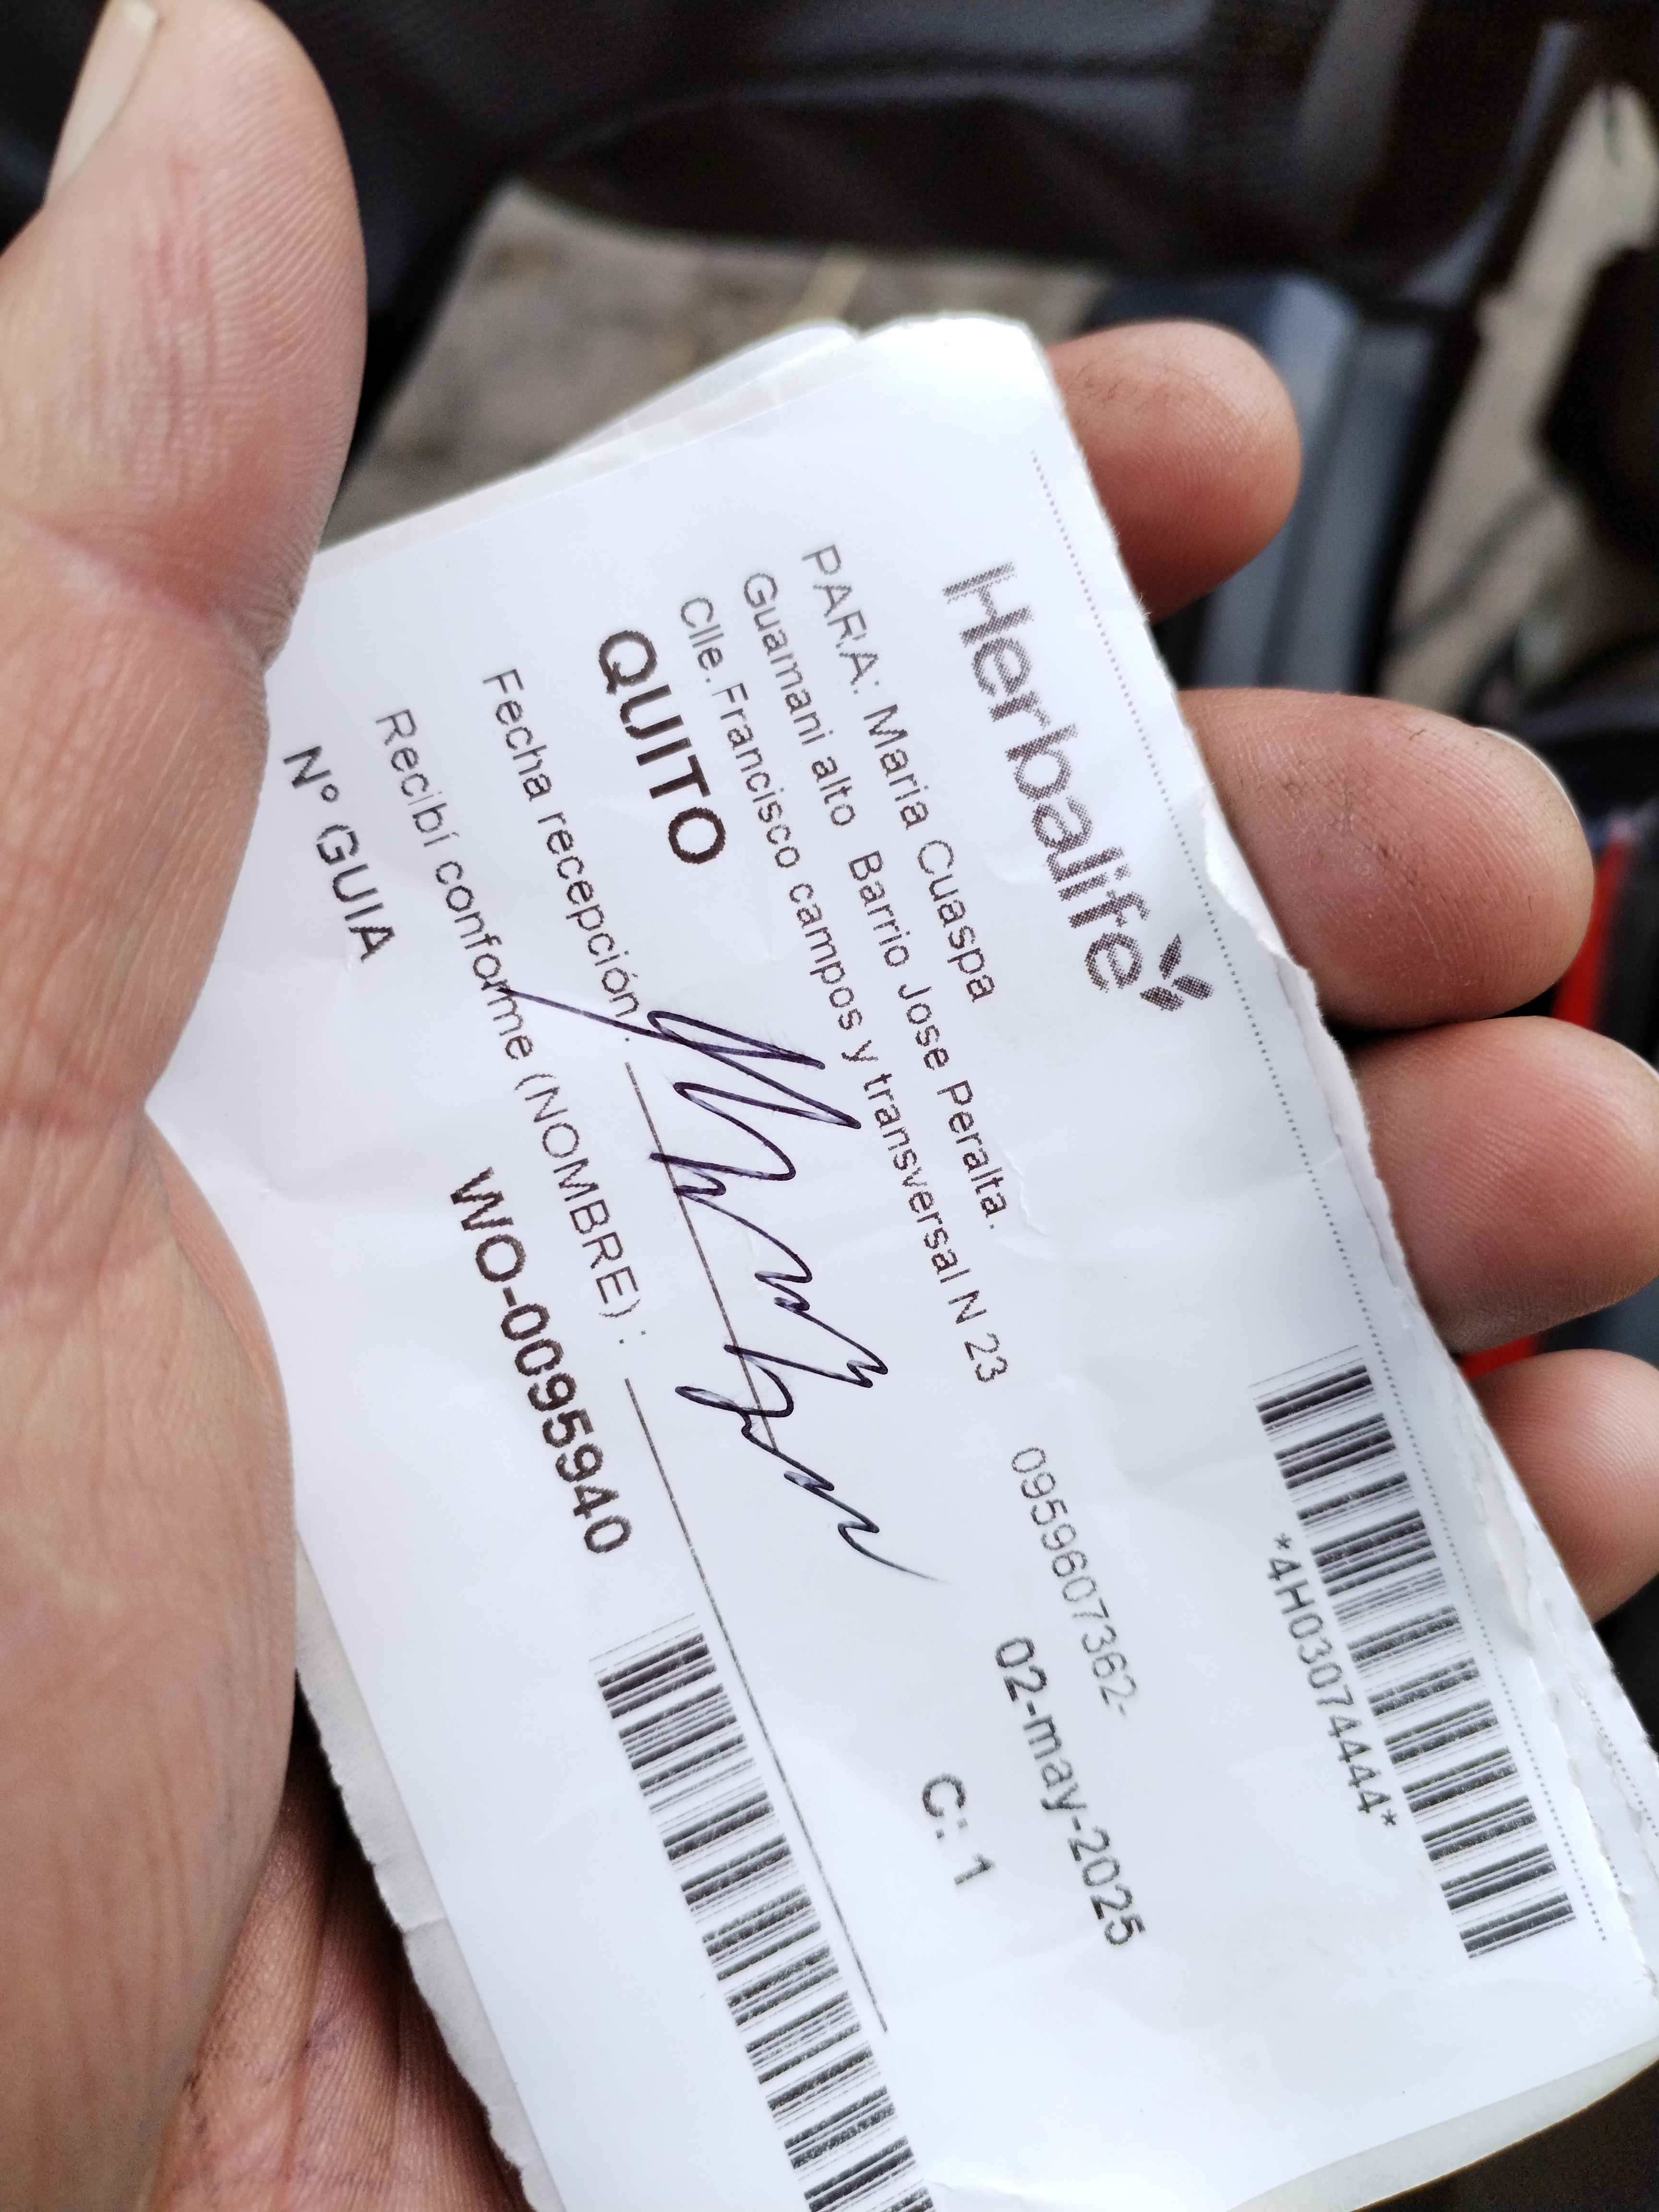 Herbalife
*4H03074444*
PARA: Maria Cuaspa
Guamani alto Barrio Jose Peralta.
Clle. Francisco campos y transversal N 23 0959607362-
QUITO 02-may-2025
C: 1
Fecha recepción:
Recibí conforme (NOMBRE) :
Nº GUIA WO-0095940